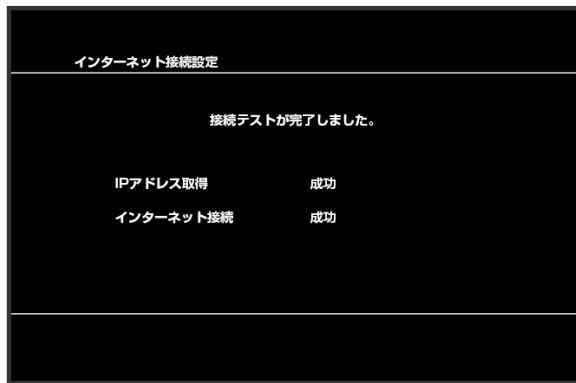 インターネット接続設定
接続テストが完了しました。
IPアドレス取得 成功
インターネット接続 成功